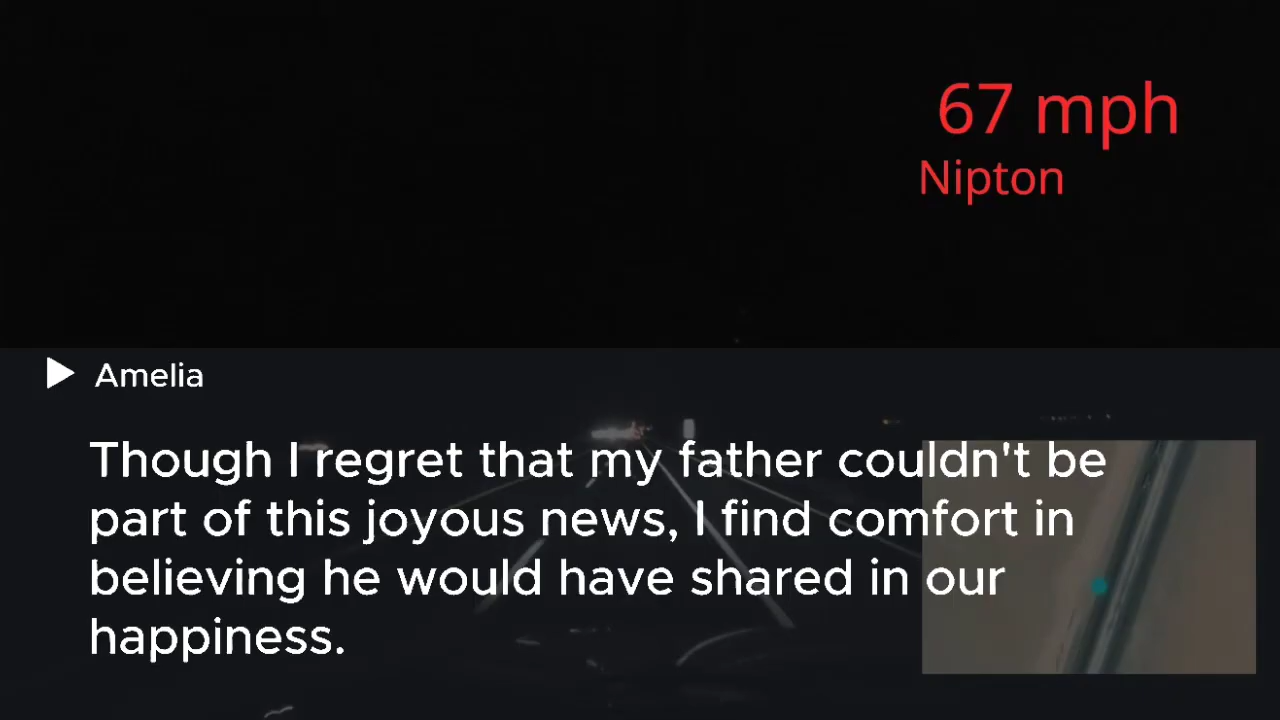 67 mph
Nipton
Amelia
Though I regret that my father couldn't be
part of this joyous news, I find comfort in
believing he would have shared in our
happiness.